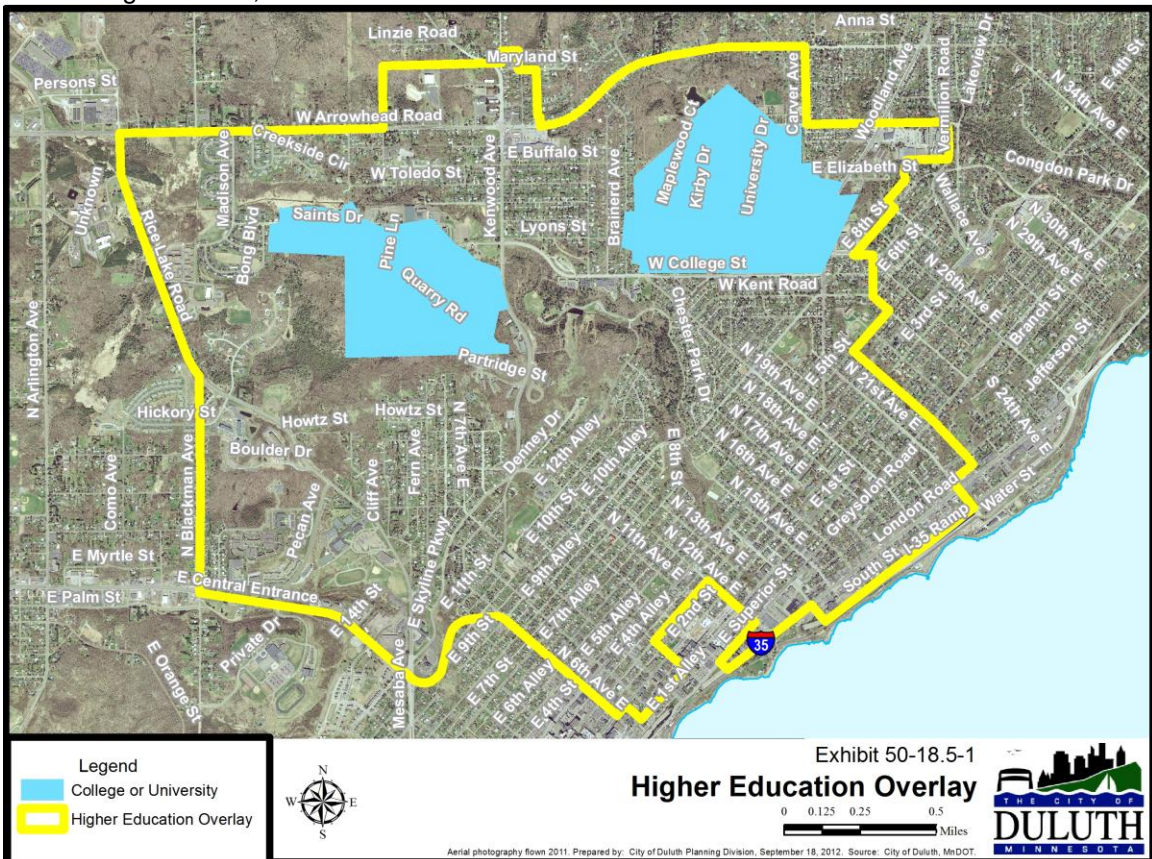 Linzie Road
Anna St
Maryland St
Persons St
Carver Ave
Woodland Ave
Vermilion Road
Lakeview Dr
N 34th Ave E
E 4th St
W Arrowhead Road
Creekside Cir
Madison Ave
Kenwood Ave
E Buffalo St
Brainerd Ave
Maplewood Ct
Kirby Dr
University Dr
E Elizabeth St
Congdon Park Dr
W Toledo St
Wallace Ave
Unknown
Rice Lake Road
Bong Blvd
Saints Dr
Pine Ln
Lyons St
E 8th St
E 6th St
N 30th Ave E
N 29th Ave E
Quarry Rd
W College St
W Kent Road
N 26th Ave E
E 3rd St
Branch St
Jefferson St
N Arlington Ave
Partridge St
Chester Park Dr
N 19th Ave E
E 5th St
N 21st Ave E
S 24th Ave E
Hickory St
Howtz St
Howtz St
N 7th Ave E
Denney Dr
E 12th Alley
E 10th Alley
E 8th St
N 18th Ave E
N 17th Ave E
N 16th Ave E
N 15th Ave E
E 1st St
Greysolon Road
London Road
Water St
Boulder Dr
Como Ave
N Blackman Ave
Cliff Ave
Fern Ave
Pecan Ave
E 10th St
E 9th Alley
N 13th Ave E
N 12th Ave E
N 11th Ave E
I-35 Ramp
South St
E Myrtle St
E Palm St
E Central Entrance
E Skyline Pkwy
E 11th St
E 7th Alley
E 5th Alley
E 4th Alley
E 2nd St
E Superior St
35
E 14th St
Private Dr
E Orange St
Mesaba Ave
E 9th St
E 7th St
E 6th Alley
E 4th St
N 6th Ave E
E 1st Alley
Legend
College or University
Higher Education Overlay
N
W E
S
Exhibit 50-18.5-1
Higher Education Overlay
0 0.125 0.25 0.5
Miles
THE CITY OF
DULUTH
MINNESOTA
Aerial photography flown 2011. Prepared by: City of Duluth Planning Division, September 18, 2012. Source: City of Duluth, MnDOT.